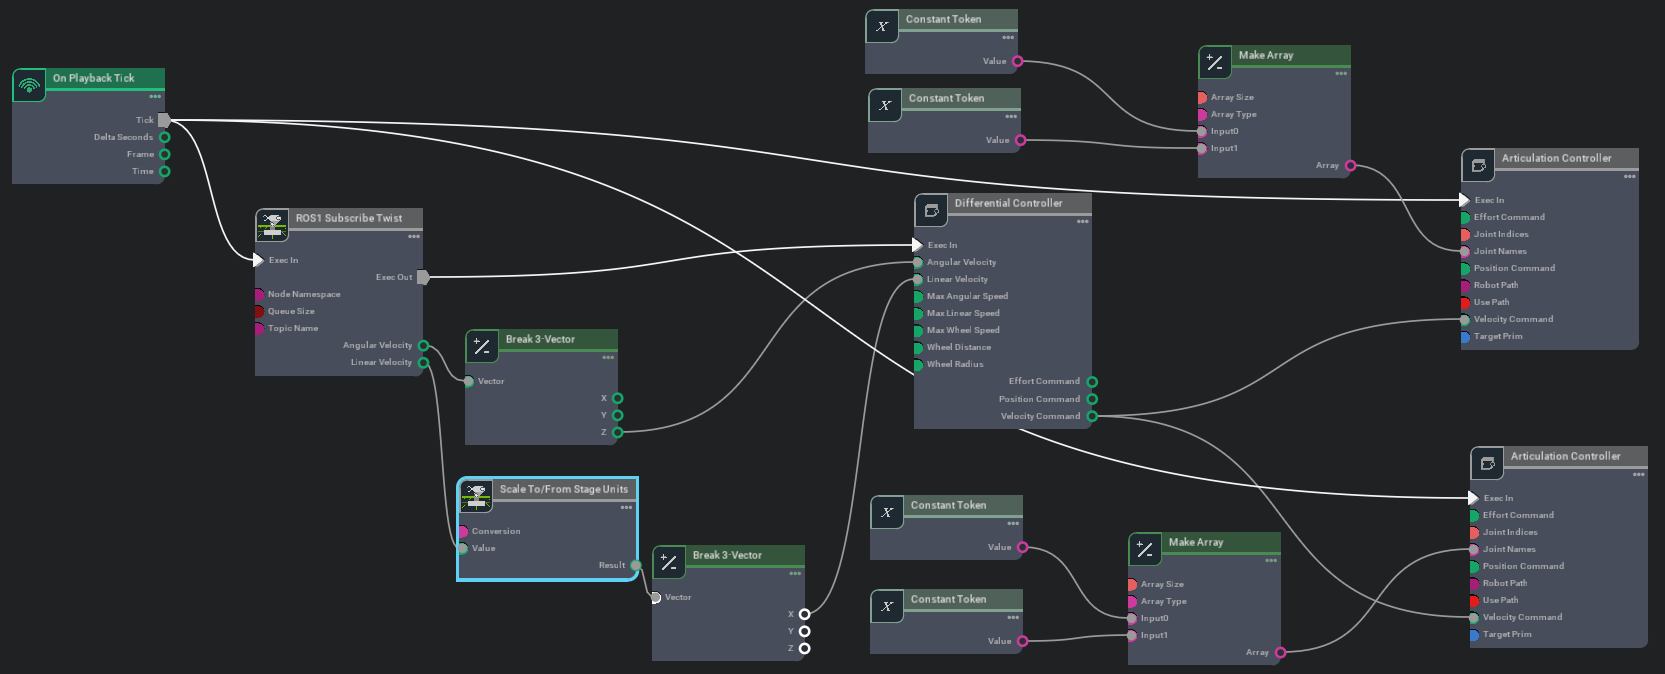 On Playback Tick
Tick
Delta Seconds
Frame
Time
ROS1 Subscribe Twist
Exec In
Exec Out
Node Namespace
Queue Size
Topic Name
Angular Velocity
Linear Velocity
Break 3-Vector
Vector
X
Y
Z
Scale To/From Stage Units
Conversion
Value
Result
Break 3-Vector
Vector
X
Y
Z
X
Constant Token
Value
X
Constant Token
Value
Make Array
Array Size
Array Type
Input0
Input1
Array
Differential Controller
Exec In
Angular Velocity
Linear Velocity
Max Angular Speed
Max Linear Speed
Max Wheel Speed
Wheel Distance
Wheel Radius
Effort Command
Position Command
Velocity Command
Articulation Controller
Exec In
Effort Command
Joint Indices
Joint Names
Position Command
Robot Path
Use Path
Velocity Command
Target Prim
X
Constant Token
Value
X
Constant Token
Value
Make Array
Array Size
Array Type
Input0
Input1
Array
Articulation Controller
Exec In
Effort Command
Joint Indices
Joint Names
Position Command
Robot Path
Use Path
Velocity Command
Target Prim